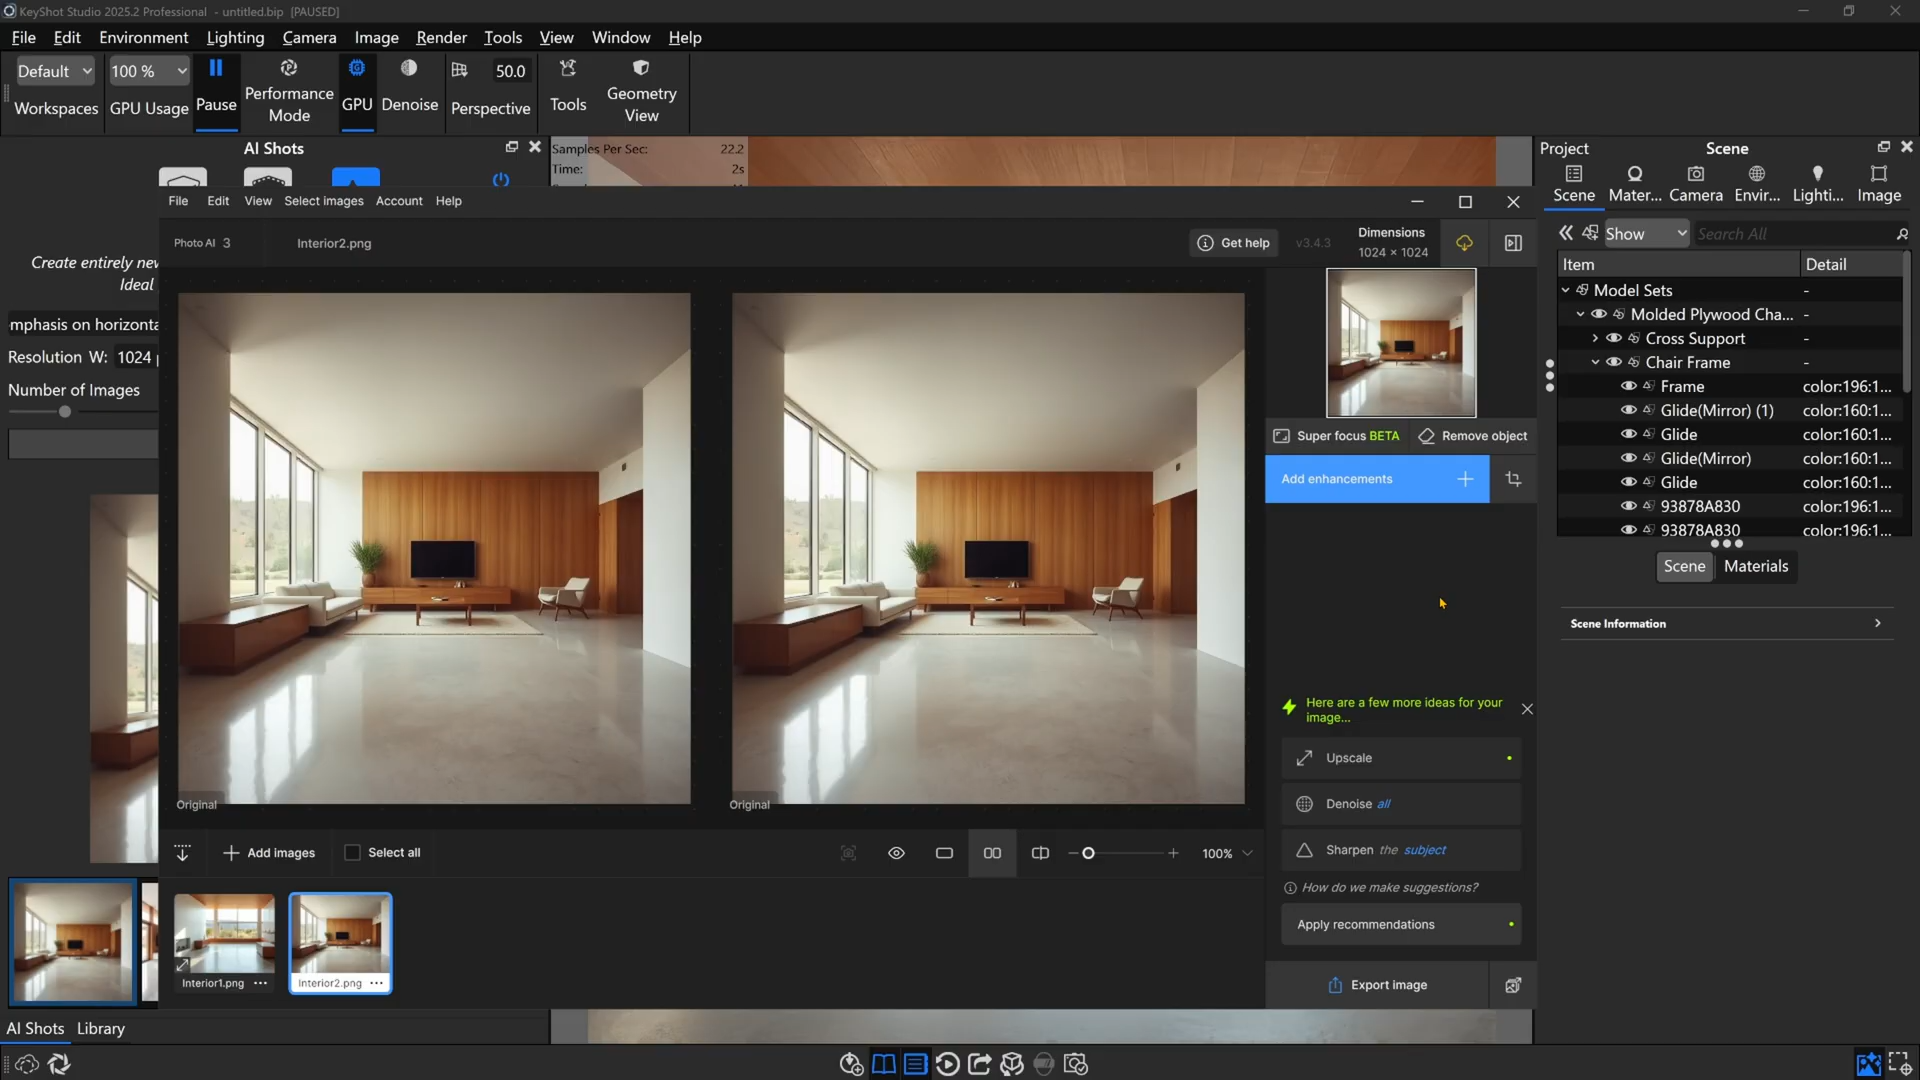 KeyShot Studio 2025.2 Professional - untitled.bip [PAUSED]
File Edit Environment Lighting Camera Image Render Tools View Window Help
Default 100 % 50.0
Workspaces GPU Usage Pause Performance Mode GPU Denoise Perspective Tools Geometry View
AI Shots
Samples Per Sec: 22.2
Time: 2s
Project Scene
Scene Mater... Camera Envir... Lighti... Image
Show Search All
Item Detail
Model Sets -
Molded Plywood Cha... -
Cross Support -
Chair Frame -
Frame color:196:1...
Glide(Mirror) (1) color:160:1...
Glide color:160:1...
Glide(Mirror) color:160:1...
Glide color:160:1...
93878A830 color:196:1...
93878A830 color:196:1...
Scene Materials
Scene Information
Create entirely new
Ideal
mphasis on horizonta
Resolution W: 1024
Number of Images
File Edit View Select images Account Help
Photo AI 3 Interior2.png
Get help v3.4.3 Dimensions
1024 × 1024
Super focus BETA Remove object
Add enhancements
Here are a few more ideas for your image...
Upscale
Denoise all
Sharpen the subject
How do we make suggestions?
Apply recommendations
Export image
Original Original
Add images Select all 100%
Interior1.png ... Interior2.png ...
AI Shots Library